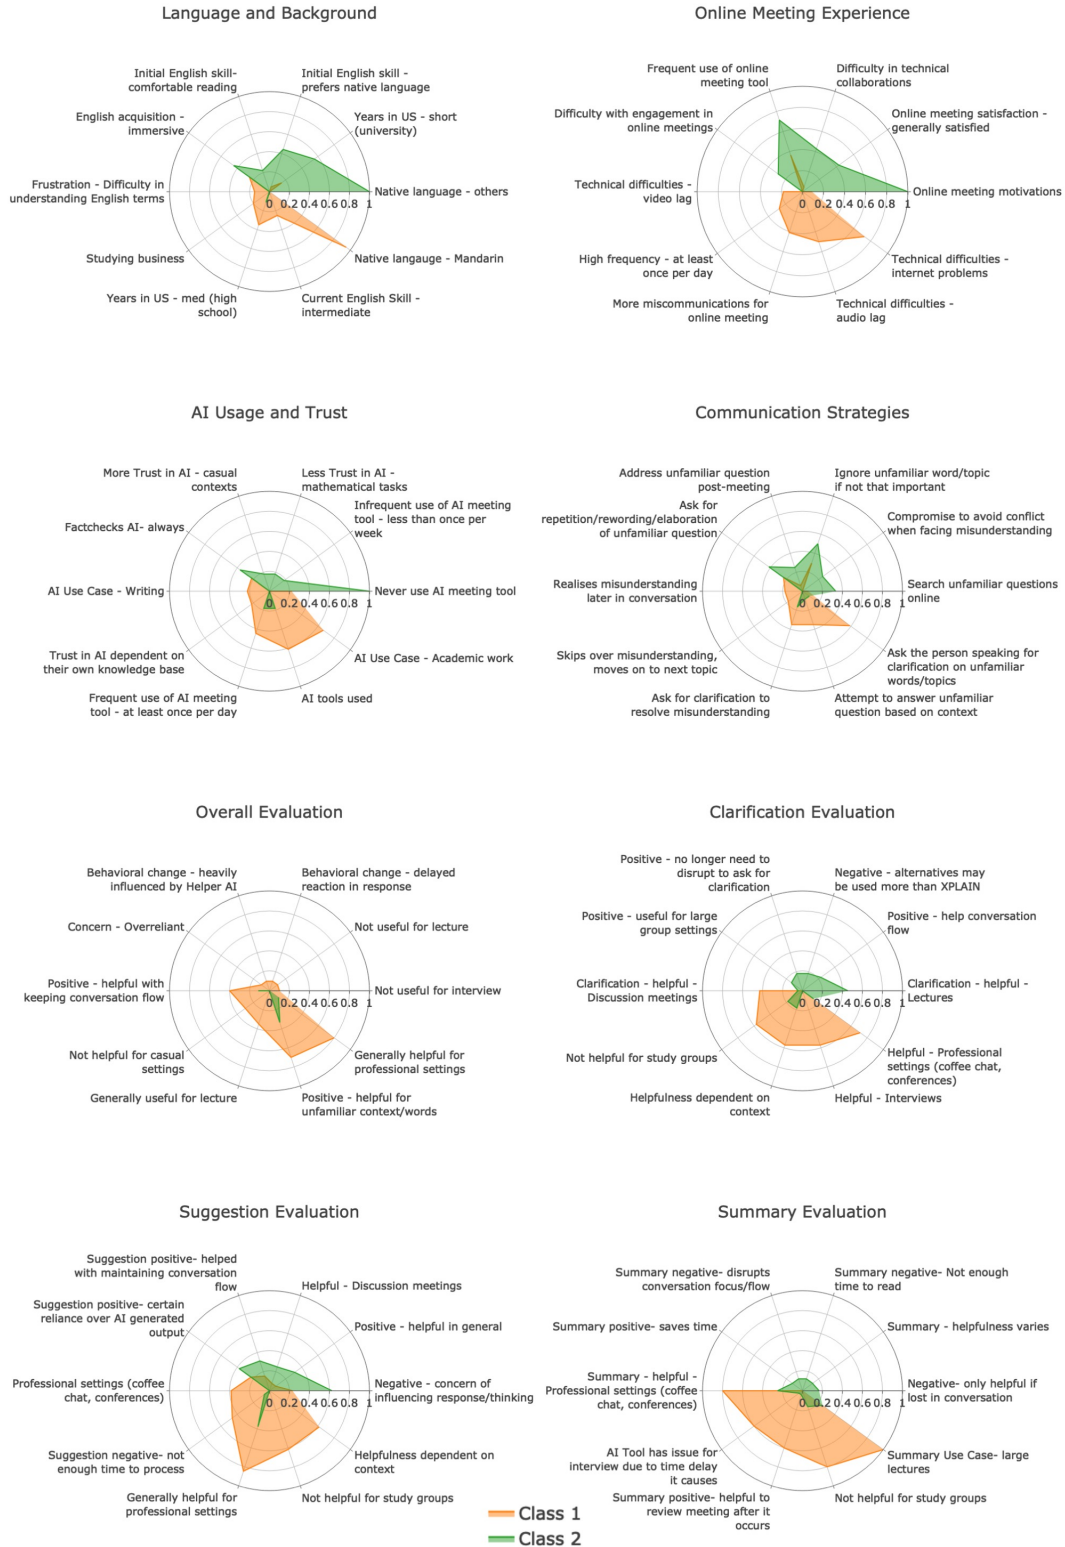 Language and Background
Initial English skill-
comfortable reading
Initial English skill -
prefers native language
English acquisition -
immersive
Years in US - short
(university)
Frustration - Difficulty in
understanding English terms
Native language - others
0 0.2 0.4 0.6 0.8 1
Studying business
Native langauge - Mandarin
Years in US - med (high
school)
Current English Skill -
intermediate
Online Meeting Experience
Frequent use of online
meeting tool
Difficulty in technical
collaborations
Difficulty with engagement in
online meetings
Online meeting satisfaction -
generally satisfied
Technical difficulties -
video lag
Online meeting motivations
0 0.2 0.4 0.6 0.8 1
High frequency - at least
once per day
Technical difficulties -
internet problems
More miscommunications for
online meeting
Technical difficulties -
audio lag
AI Usage and Trust
More Trust in AI - casual
contexts
Less Trust in AI -
mathematical tasks
Factchecks AI- always
Infrequent use of AI meeting
tool - less than once per
week
AI Use Case - Writing
Never use AI meeting tool
0 0.2 0.4 0.6 0.8 1
Trust in AI dependent on
their own knowledge base
AI Use Case - Academic work
Frequent use of AI meeting
tool - at least once per day
AI tools used
Communication Strategies
Address unfamiliar question
post-meeting
Ignore unfamiliar word/topic
if not that important
Ask for
repetition/rewording/elaboration
of unfamiliar question
Compromise to avoid conflict
when facing misunderstanding
Realises misunderstanding
later in conversation
Search unfamiliar questions
online
0 0.2 0.4 0.6 0.8 1
Skips over misunderstanding,
moves on to next topic
Ask the person speaking for
clarification on unfamiliar
words/topics
Ask for clarification to
resolve misunderstanding
Attempt to answer unfamiliar
question based on context
Overall Evaluation
Behavioral change - heavily
influenced by Helper AI
Behavioral change - delayed
reaction in response
Concern - Overreliant
Not useful for lecture
Positive - helpful with
keeping conversation flow
Not useful for interview
0 0.2 0.4 0.6 0.8 1
Not helpful for casual
settings
Generally helpful for
professional settings
Generally useful for lecture
Positive - helpful for
unfamiliar context/words
Clarification Evaluation
Positive - no longer need to
disrupt to ask for
clarification
Negative - alternatives may
be used more than XPLAIN
Positive - useful for large
group settings
Positive - help conversation
flow
Clarification - helpful -
Discussion meetings
Clarification - helpful -
Lectures
0 0.2 0.4 0.6 0.8 1
Not helpful for study groups
Helpful - Professional
settings (coffee chat,
conferences)
Helpfulness dependent on
context
Helpful - Interviews
Suggestion Evaluation
Suggestion positive- helped
with maintaining conversation
flow
Helpful - Discussion meetings
Suggestion positive- certain
reliance over AI generated
output
Positive - helpful in general
Professional settings (coffee
chat, conferences)
Negative - concern of
influencing response/thinking
0 0.2 0.4 0.6 0.8 1
Suggestion negative- not
enough time to process
Helpfulness dependent on
context
Generally helpful for
professional settings
Not helpful for study groups
Summary Evaluation
Summary negative- disrupts
conversation focus/flow
Summary negative- Not enough
time to read
Summary positive- saves time
Summary - helpfulness varies
Summary - helpful -
Professional settings (coffee
chat, conferences)
Negative- only helpful if
lost in conversation
0 0.2 0.4 0.6 0.8 1
AI Tool has issue for
interview due to time delay
it causes
Summary Use Case- large
lectures
Summary positive- helpful to
review meeting after it
occurs
Not helpful for study groups
Class 1
Class 2